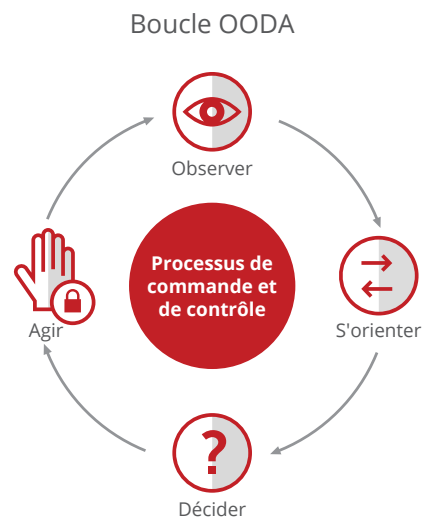 Boucle OODA
Observer
Processus de
commande et
de contrôle
S'orienter
Agir
?
Décider